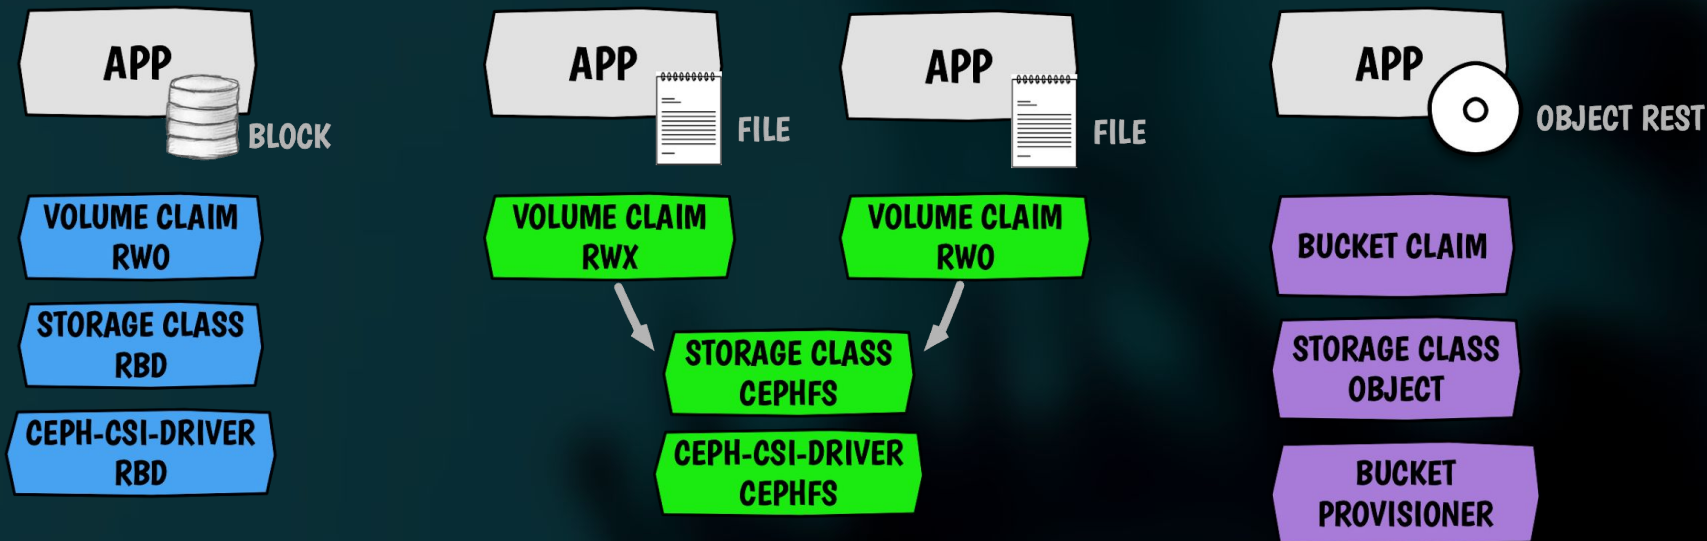 APP
BLOCK
VOLUME CLAIM
RWO
STORAGE CLASS
RBD
CEPH-CSI-DRIVER
RBD
APP
FILE
VOLUME CLAIM
RWX
APP
FILE
VOLUME CLAIM
RWO
STORAGE CLASS
CEPHFS
CEPH-CSI-DRIVER
CEPHFS
APP
OBJECT REST
BUCKET CLAIM
STORAGE CLASS
OBJECT
BUCKET
PROVISIONER